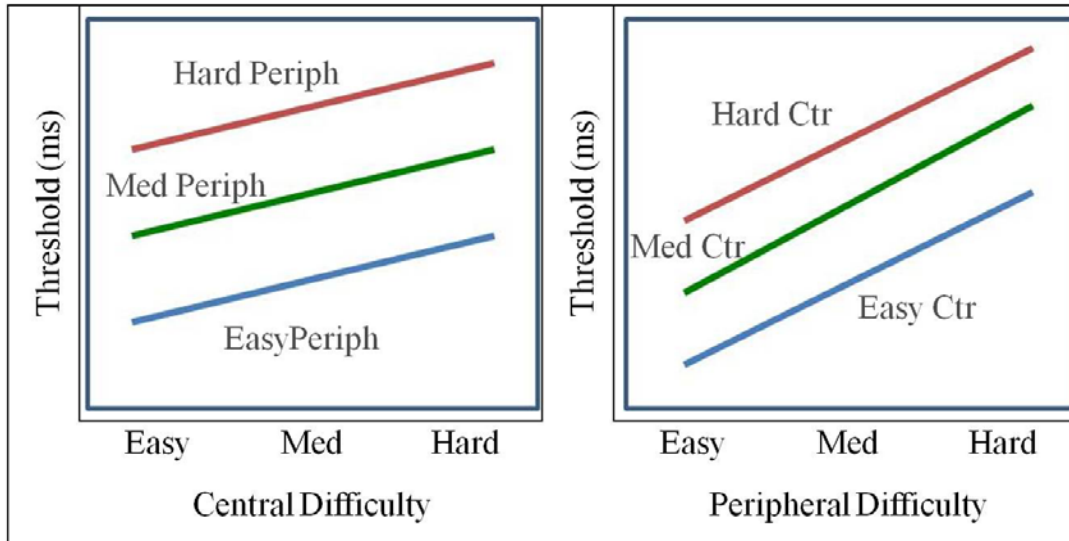 Threshold (ms)
Hard Periph
Med Periph
EasyPeriph
Easy Med Hard
Central Difficulty
Threshold (ms)
Hard Ctr
Med Ctr
Easy Ctr
Easy Med Hard
Peripheral Difficulty